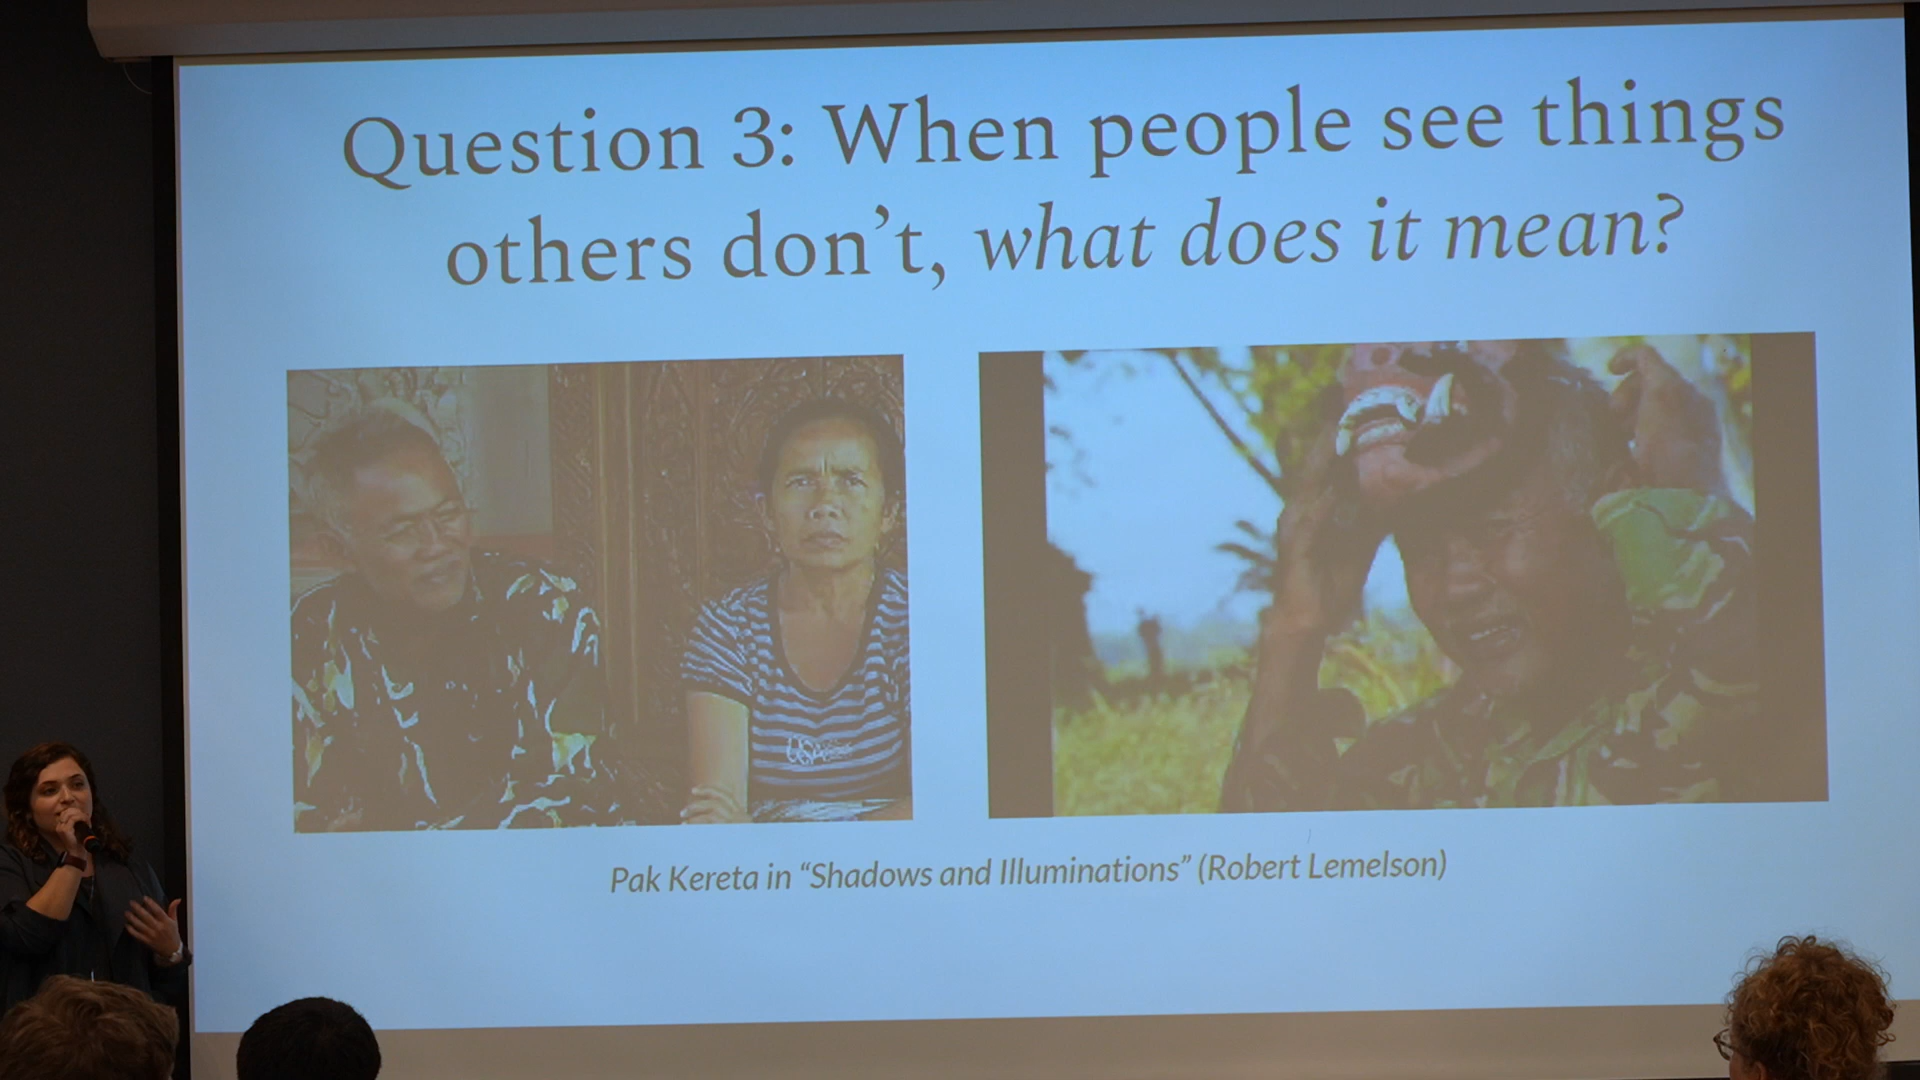 Question 3: When people see things
others don’t, what does it mean?
Pak Kereta in “Shadows and Illuminations” (Robert Lemelson)